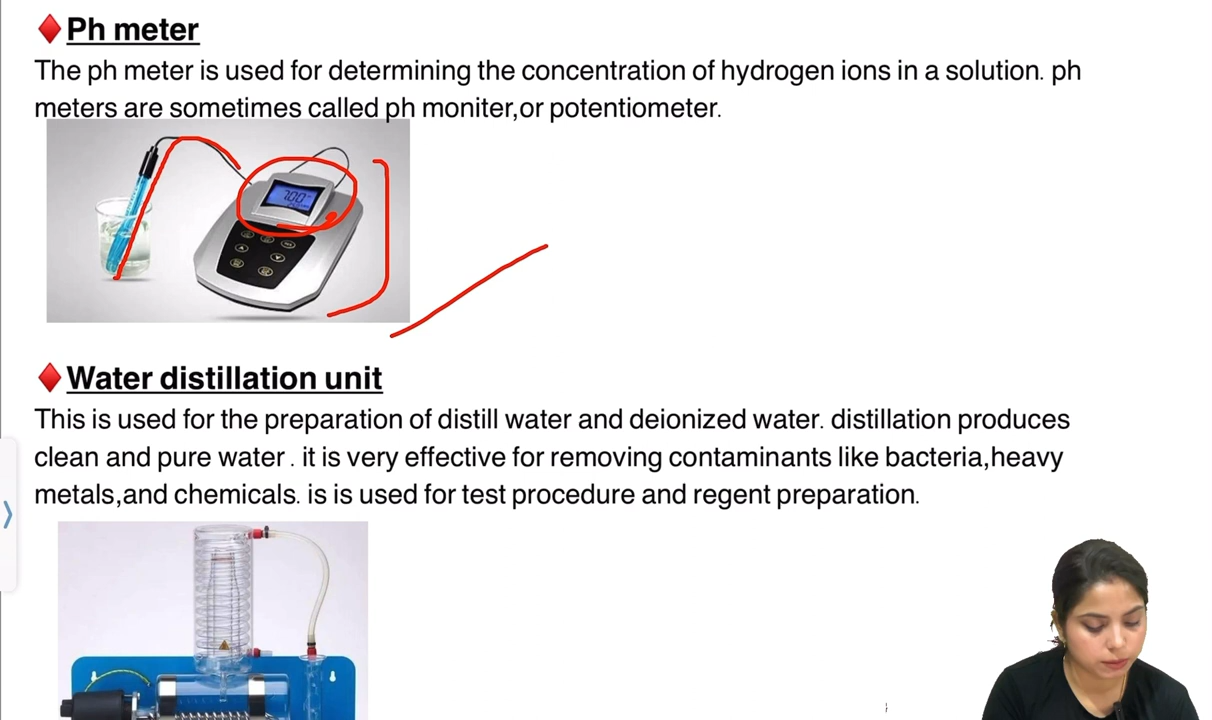 Ph meter
The ph meter is used for determining the concentration of hydrogen ions in a solution. ph
meters are sometimes called ph moniter,or potentiometer.
7.00
Water distillation unit
This is used for the preparation of distill water and deionized water. distillation produces
clean and pure water . it is very effective for removing contaminants like bacteria,heavy
metals,and chemicals. is is used for test procedure and regent preparation.